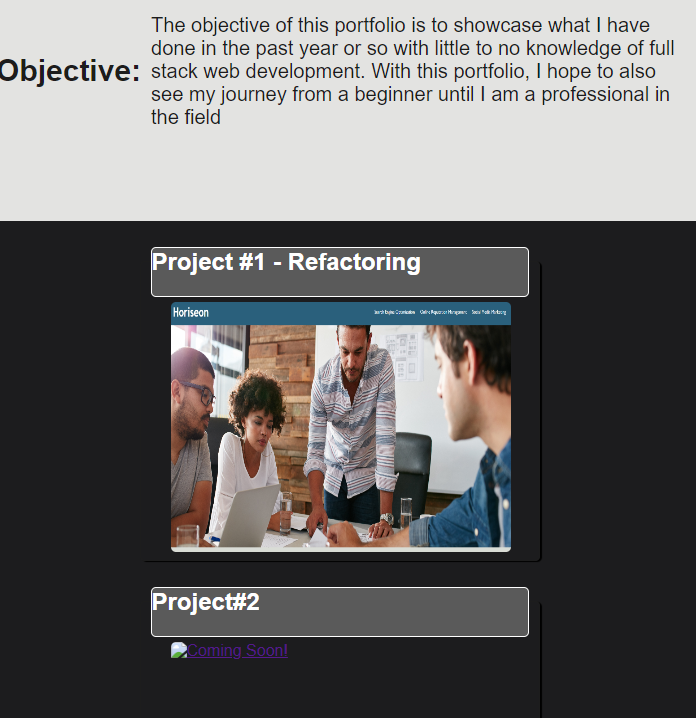 The objective of this portfolio is to showcase what I have
done in the past year or so with little to no knowledge of full
Objective: stack web development. With this portfolio, I hope to also
see my journey from a beginner until I am a professional in
the field
Project #1 - Refactoring
Horiseon Search Engine Optimization Online Reputation Management Social Media Marketing
Project#2
Coming Soon!